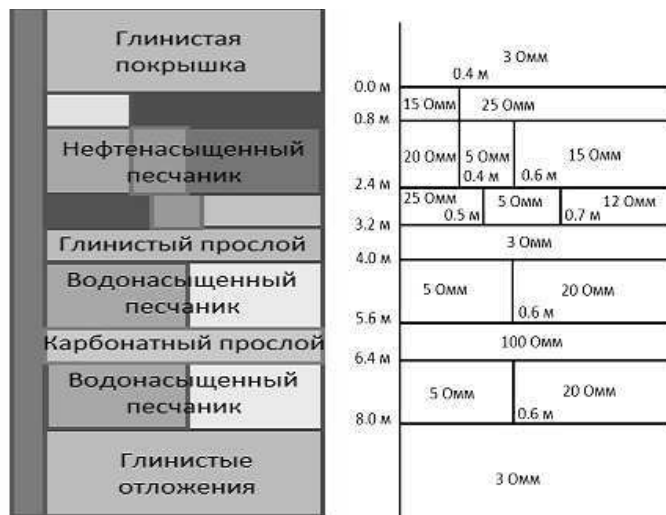 Глинистая
покрышка
Нефтенасыщенный
песчаник
Глинистый прослой
Водонасыщенный
песчаник
Карбонатный прослой
Водонасыщенный
песчаник
Глинистые
отложения
3 Омм
0.4 м
0.0 м
15 Омм 25 Омм
0.8 м
20 Омм 5 Омм 15 Омм
0.4 м 0.6 м
2.4 м
25 Омм 5 Омм 12 Омм
0.5 м 0.7 м
3.2 м
3 Омм
4.0 м
5 Омм 20 Омм
0.6 м
5.6 м
100 Омм
6.4 м
5 Омм 20 Омм
0.6 м
8.0 м
3 Омм